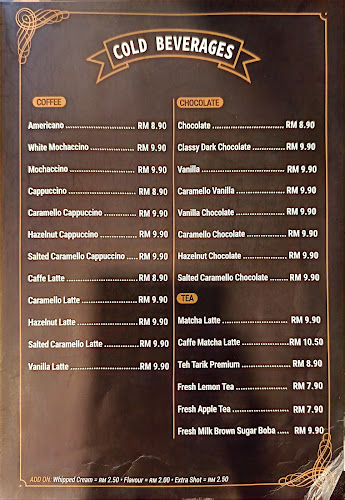 COLD BEVERAGES
COFFEE
Americano .......................... RM 8.90
White Mochaccino ................ RM 9.90
Mochaccino ........................ RM 9.90
Cappuccino ......................... RM 8.90
Caramello Cappuccino ........... RM 9.90
Hazelnut Cappuccino ............. RM 9.90
Salted Caramello Cappuccino ..... RM 9.90
Caffe Latte .......................... RM 8.90
Caramello Latte .................... RM 9.90
Hazelnut Latte ..................... RM 9.90
Salted Caramello Latte ............ RM 9.90
Vanilla Latte ........................ RM 9.90
CHOCOLATE
Chocolate ............................ RM 8.90
Classy Dark Chocolate ............. RM 9.90
Vanilla ................................ RM 9.90
Caramello Vanilla ................... RM 9.90
Vanilla Chocolate ................... RM 9.90
Caramello Chocolate ............... RM 9.90
Hazelnut Chocolate ................. RM 9.90
Salted Caramello Chocolate ....... RM 9.90
TEA
Matcha Latte ........................ RM 9.90
Caffe Matcha Latte ................. RM 10.50
Teh Tarik Premium .................. RM 8.90
Fresh Lemon Tea .................... RM 7.90
Fresh Apple Tea ..................... RM 7.90
Fresh Milk Brown Sugar Boba ..... RM 9.90
ADD ON: Whipped Cream = RM 2.50 • Flavour = RM 2.00 • Extra Shot = RM 2.50